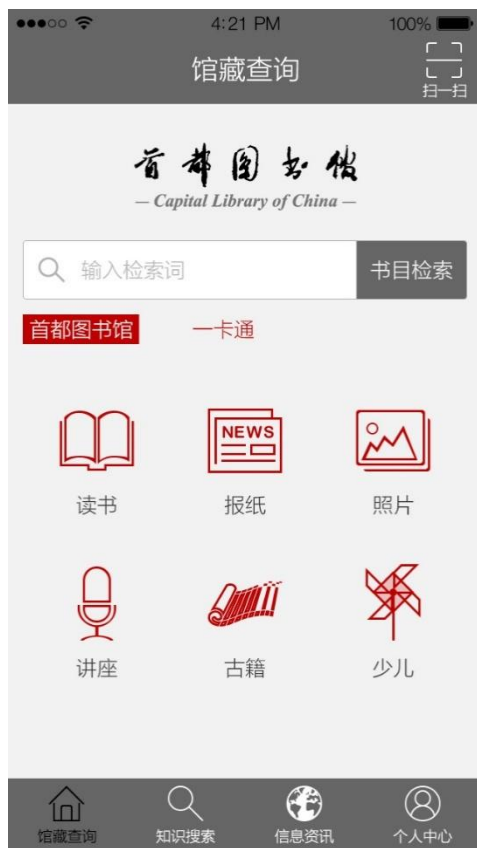 4:21 PM 100%
馆藏查询
扫一扫
首都图书馆
— Capital Library of China —
输入检索词 书目检索
首都图书馆 一卡通
NEWS
读书 报纸 照片
讲座 古籍 少儿
馆藏查询 知识搜索 信息资讯 个人中心